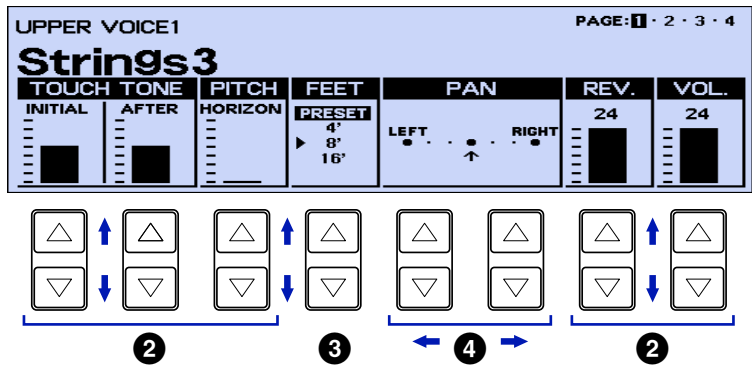 UPPER VOICE1
PAGE:1 · 2 · 3 · 4
Strings3
TOUCH TONE PITCH FEET PAN REV. VOL.
INITIAL AFTER HORIZON PRESET 24 24
4'
LEFT RIGHT
8'
16'
2 3 4 2